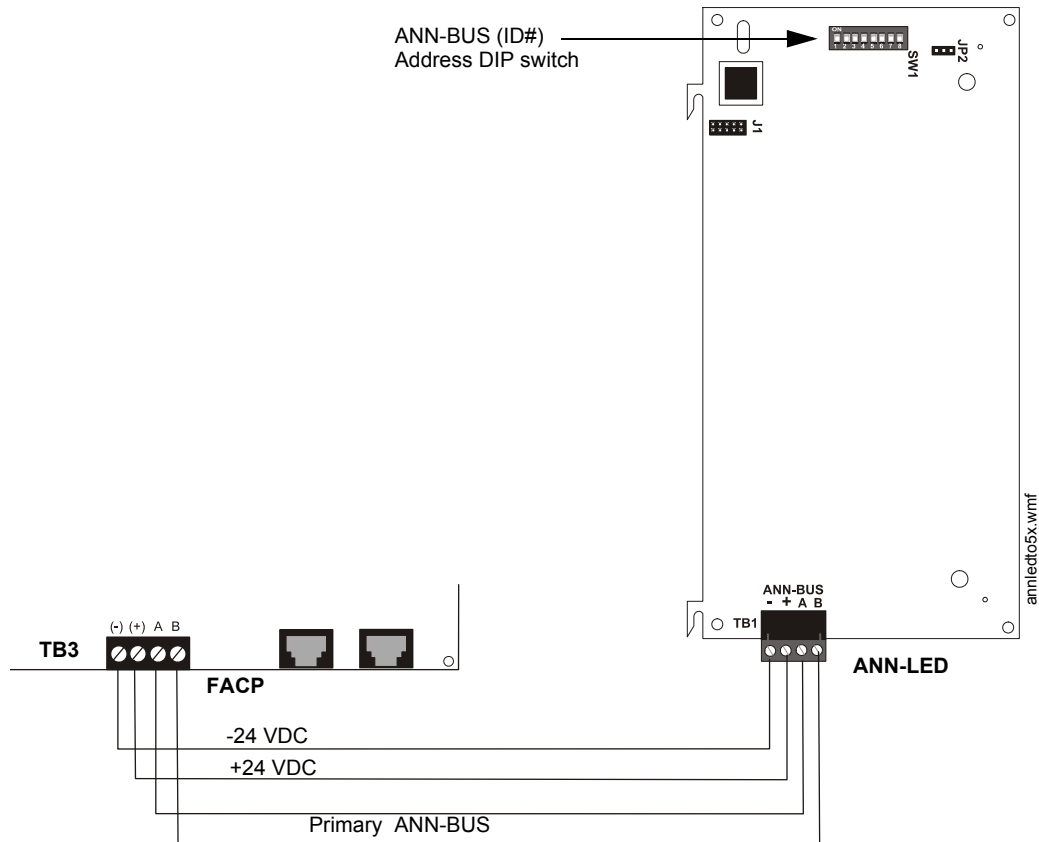 ANN-BUS (ID#)
Address DIP switch
ON
1 2 3 4 5 6 7 8
SW1
JP2
J1
annledto5x.wmf
ANN-BUS
- + A B
TB1
ANN-LED
(-) (+) A B
TB3
FACP
-24 VDC
+24 VDC
Primary ANN-BUS